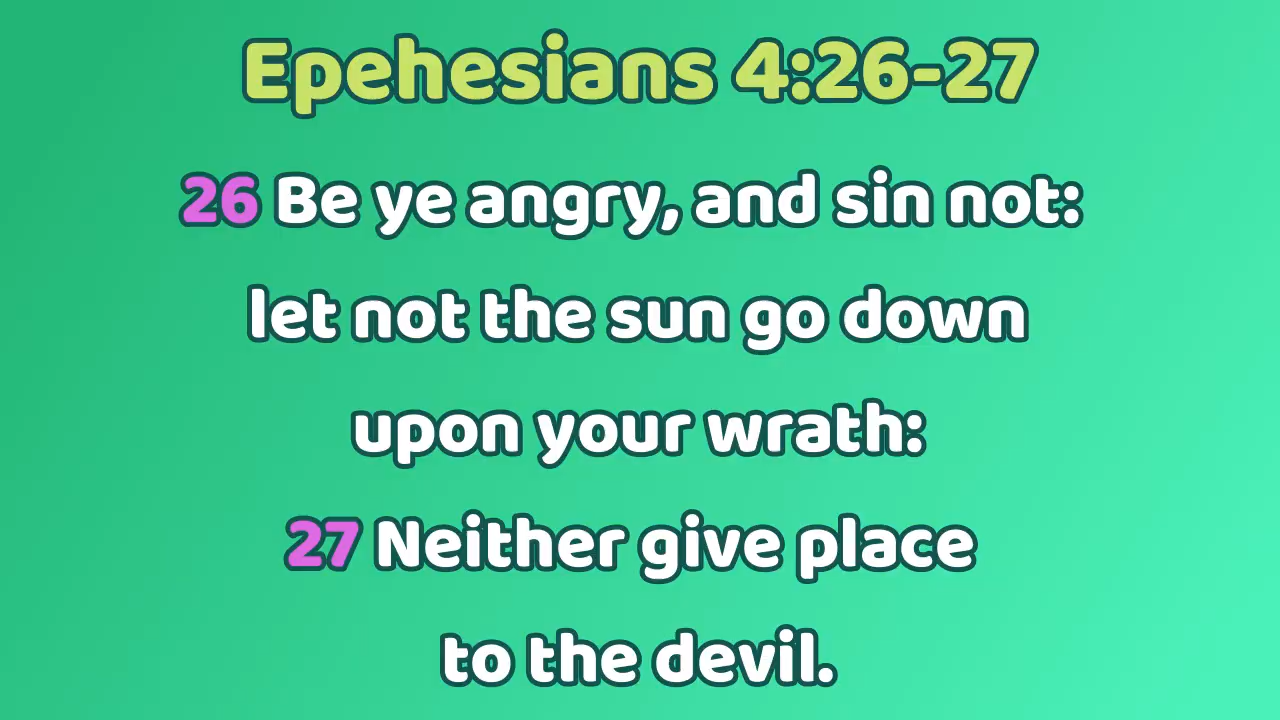 Epehesians 4:26-27
26 Be ye angry, and sin not:
let not the sun go down
upon your wrath:
27 Neither give place
to the devil.